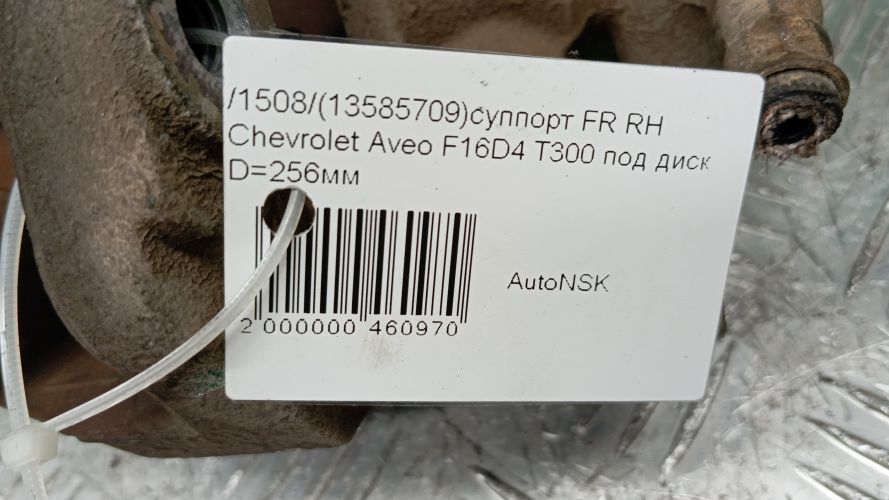 /1508/(13585709)суппорт FR RH
Chevrolet Aveo F16D4 T300 под диск
D=256мм
AutoNSK
2 000000 460970